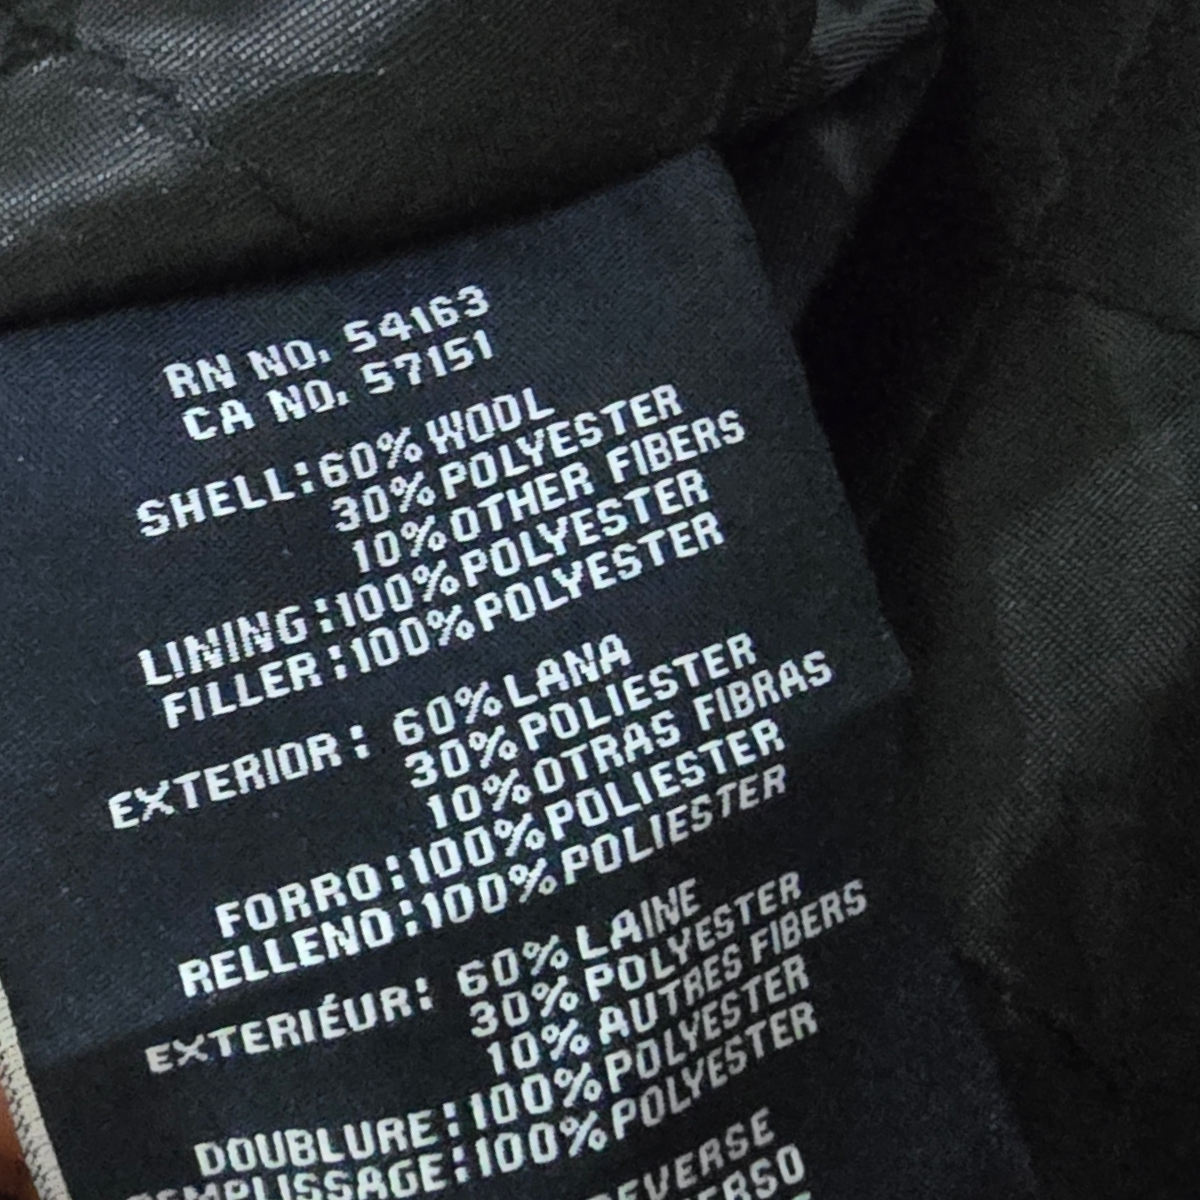 RN NO. 54163
CA NO. 57151
SHELL:60% WOOL
30% POLYESTER
10% OTHER FIBERS
LINING:100% POLYESTER
FILLER:100% POLYESTER
EXTERIOR: 60% LANA
30% POLIESTER
10% OTRAS FIBRAS
FORRO:100% POLIESTER
RELLENO:100% POLIESTER
EXTERIÉUR: 60% LAINE
30% POLYESTER
10% AUTRES FIBERS
DOUBLURE:100% POLYESTER
:100% POLYESTER